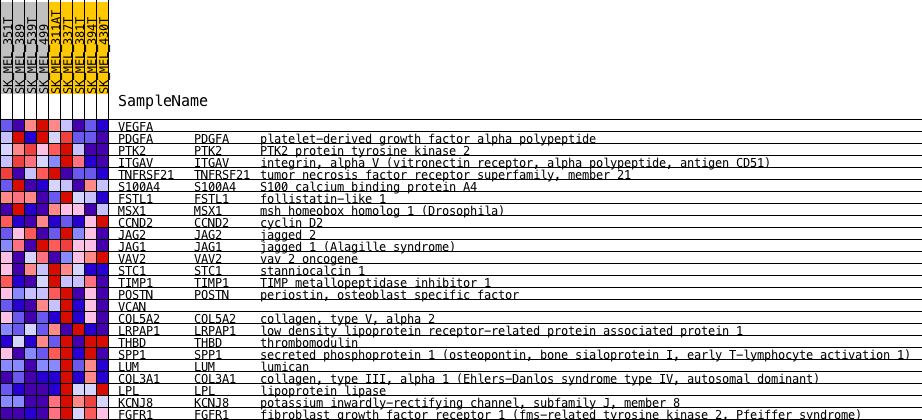 SK_MEL_351T
SK_MEL_389
SK_MEL_539T
SK_MEL_499
SK_MEL_311AT
SK_MEL_337T
SK_MEL_381T
SK_MEL_394T
SK_MEL_430T
SampleName
VEGFA
PDGFA PDGFA platelet-derived growth factor alpha polypeptide
PTK2 PTK2 PTK2 protein tyrosine kinase 2
ITGAV ITGAV integrin, alpha V (vitronectin receptor, alpha polypeptide, antigen CD51)
TNFRSF21 TNFRSF21 tumor necrosis factor receptor superfamily, member 21
S100A4 S100A4 S100 calcium binding protein A4
FSTL1 FSTL1 follistatin-like 1
MSX1 MSX1 msh homeobox homolog 1 (Drosophila)
CCND2 CCND2 cyclin D2
JAG2 JAG2 jagged 2
JAG1 JAG1 jagged 1 (Alagille syndrome)
VAV2 VAV2 vav 2 oncogene
STC1 STC1 stanniocalcin 1
TIMP1 TIMP1 TIMP metallopeptidase inhibitor 1
POSTN POSTN periostin, osteoblast specific factor
VCAN
COL5A2 COL5A2 collagen, type V, alpha 2
LRPAP1 LRPAP1 low density lipoprotein receptor-related protein associated protein 1
THBD THBD thrombomodulin
SPP1 SPP1 secreted phosphoprotein 1 (osteopontin, bone sialoprotein I, early T-lymphocyte activation 1)
LUM LUM lumican
COL3A1 COL3A1 collagen, type III, alpha 1 (Ehlers-Danlos syndrome type IV, autosomal dominant)
LPL LPL lipoprotein lipase
KCNJ8 KCNJ8 potassium inwardly-rectifying channel, subfamily J, member 8
FGFR1 FGFR1 fibroblast growth factor receptor 1 (fms-related tyrosine kinase 2, Pfeiffer syndrome)